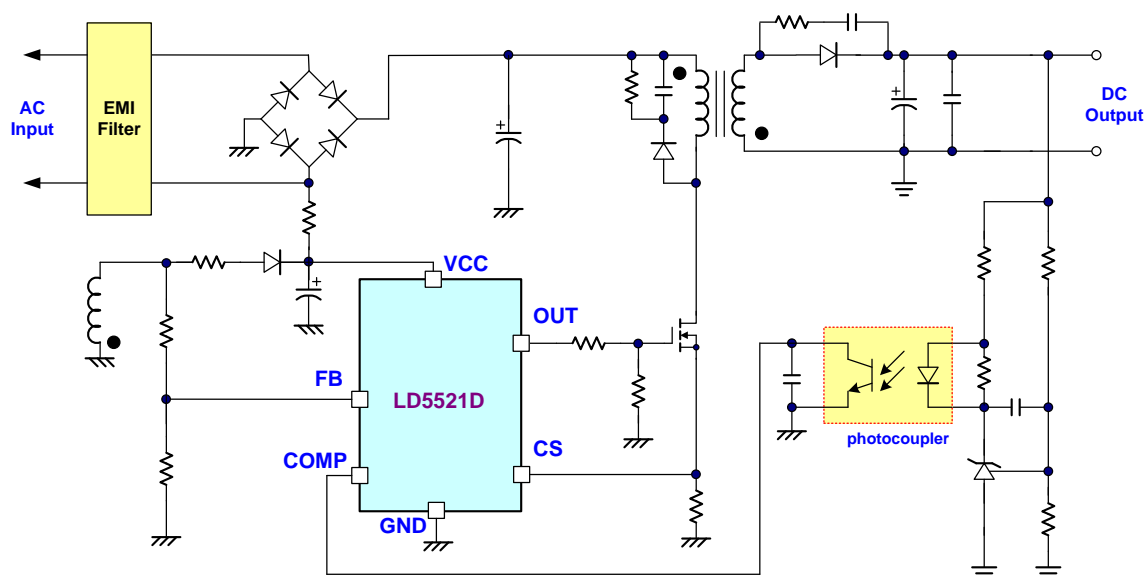 AC
Input
EMI
Filter
DC
Output
+
+
+
VCC
OUT
FB
LD5521D
COMP
CS
GND
photocoupler